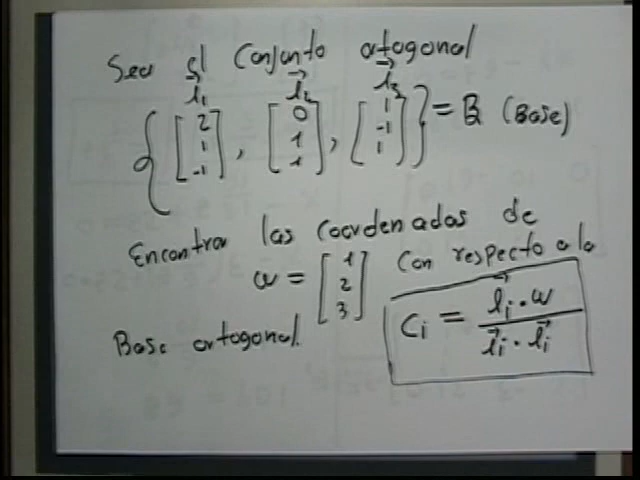 Sea el Conjunto ortogonal
{ [2 1 -1], [0 1 1], [1 -1 1] } = B (Base)
l₁ l₂ l₃
Encontrar las coordenadas de
w = [1 2 3] con respecto a la
Base ortogonal.
Ci = li · w / li · li